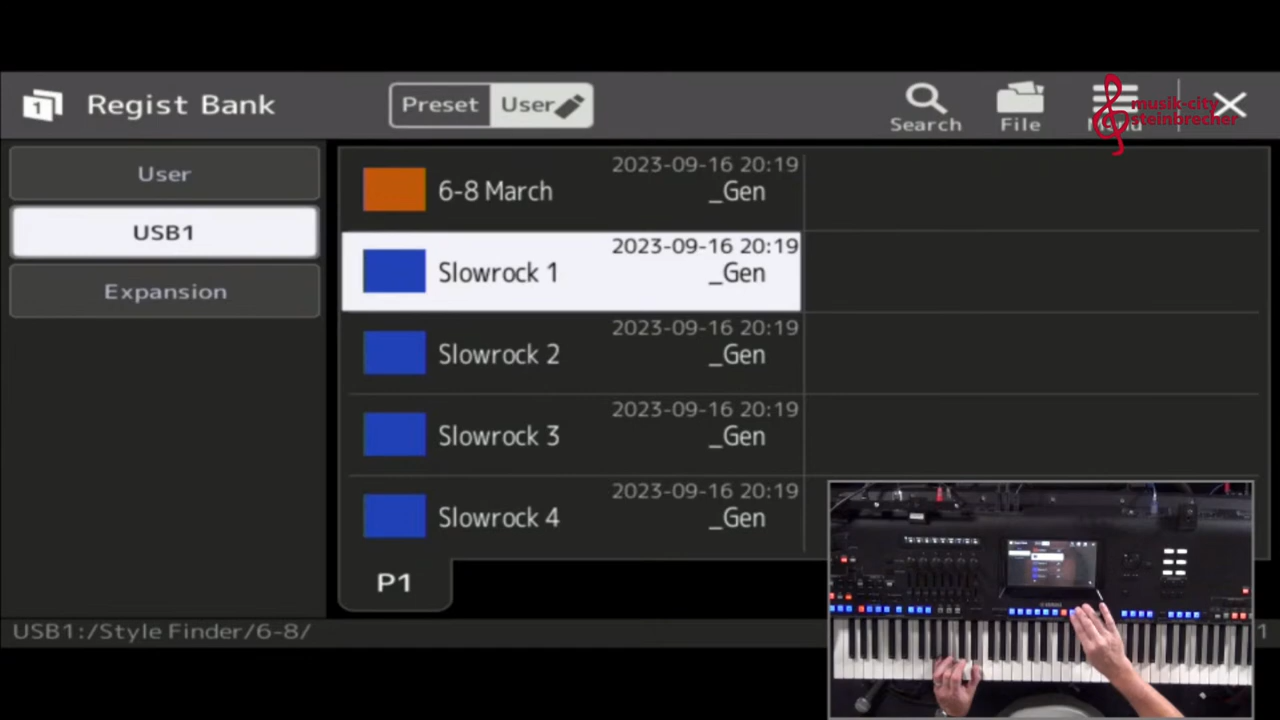 1 Regist Bank
Preset User
Search
File
musik-city
steinbrecher
User
USB1
Expansion
2023-09-16 20:19
6-8 March _Gen
2023-09-16 20:19
Slowrock 1 _Gen
2023-09-16 20:19
Slowrock 2 _Gen
2023-09-16 20:19
Slowrock 3 _Gen
2023-09-16 20:19
Slowrock 4 _Gen
P1
USB1:/Style Finder/6-8/
1